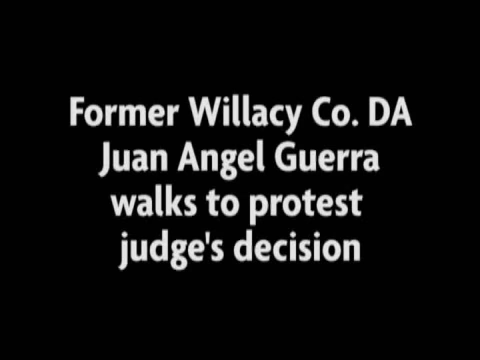 Former Willacy Co. DA
Juan Angel Guerra
walks to protest
judge's decision